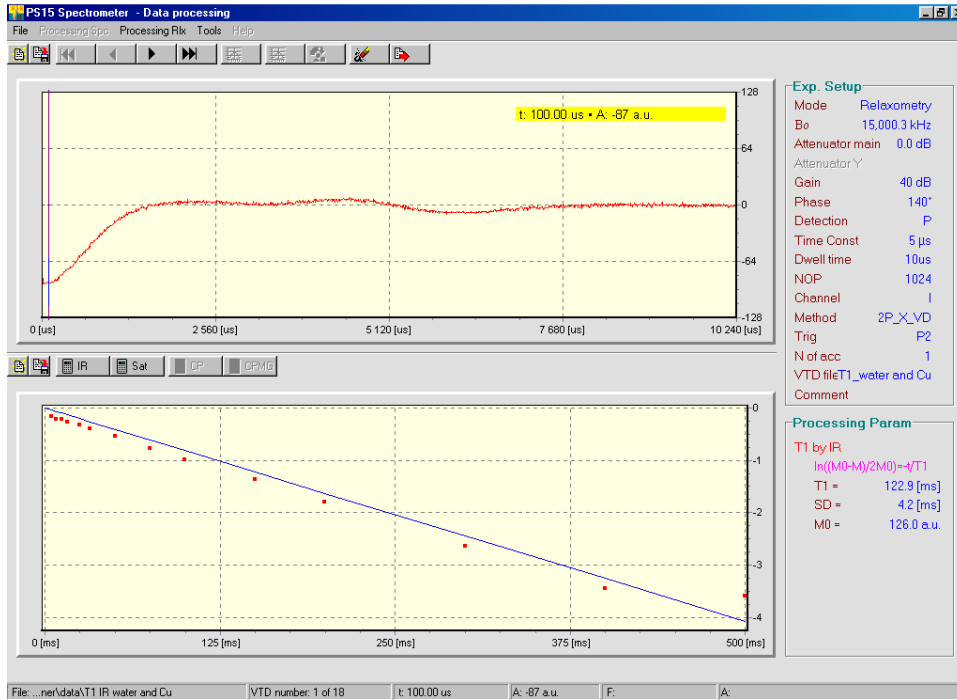 PS15 Spectrometer - Data processing
File Processing Spc Processing Rlx Tools Help
t: 100.00 us • A: -87 a.u.
128
64
0
-64
-128
0 [us] 2 560 [us] 5 120 [us] 7 680 [us] 10 240 [us]
IR Sat CP CPMG
0
-1
-2
-3
-4
0 [ms] 125 [ms] 250 [ms] 375 [ms] 500 [ms]
Exp. Setup
Mode Relaxometry
Bo 15,000.3 kHz
Attenuator main 0.0 dB
Attenuator Y
Gain 40 dB
Phase 140°
Detection P
Time Const 5 µs
Dwell time 10us
NOP 1024
Channel I
Method 2P_X_VD
Trig P2
N of acc 1
VTD file T1_water and Cu
Comment
Processing Param
T1 by IR
ln((M0-M)/2M0)=-t/T1
T1 = 122.9 [ms]
SD = 4.2 [ms]
M0 = 126.0 a.u.
File: ...ner\data\T1 IR water and Cu VTD number: 1 of 18 t: 100.00 us A: -87 a.u. F: A: